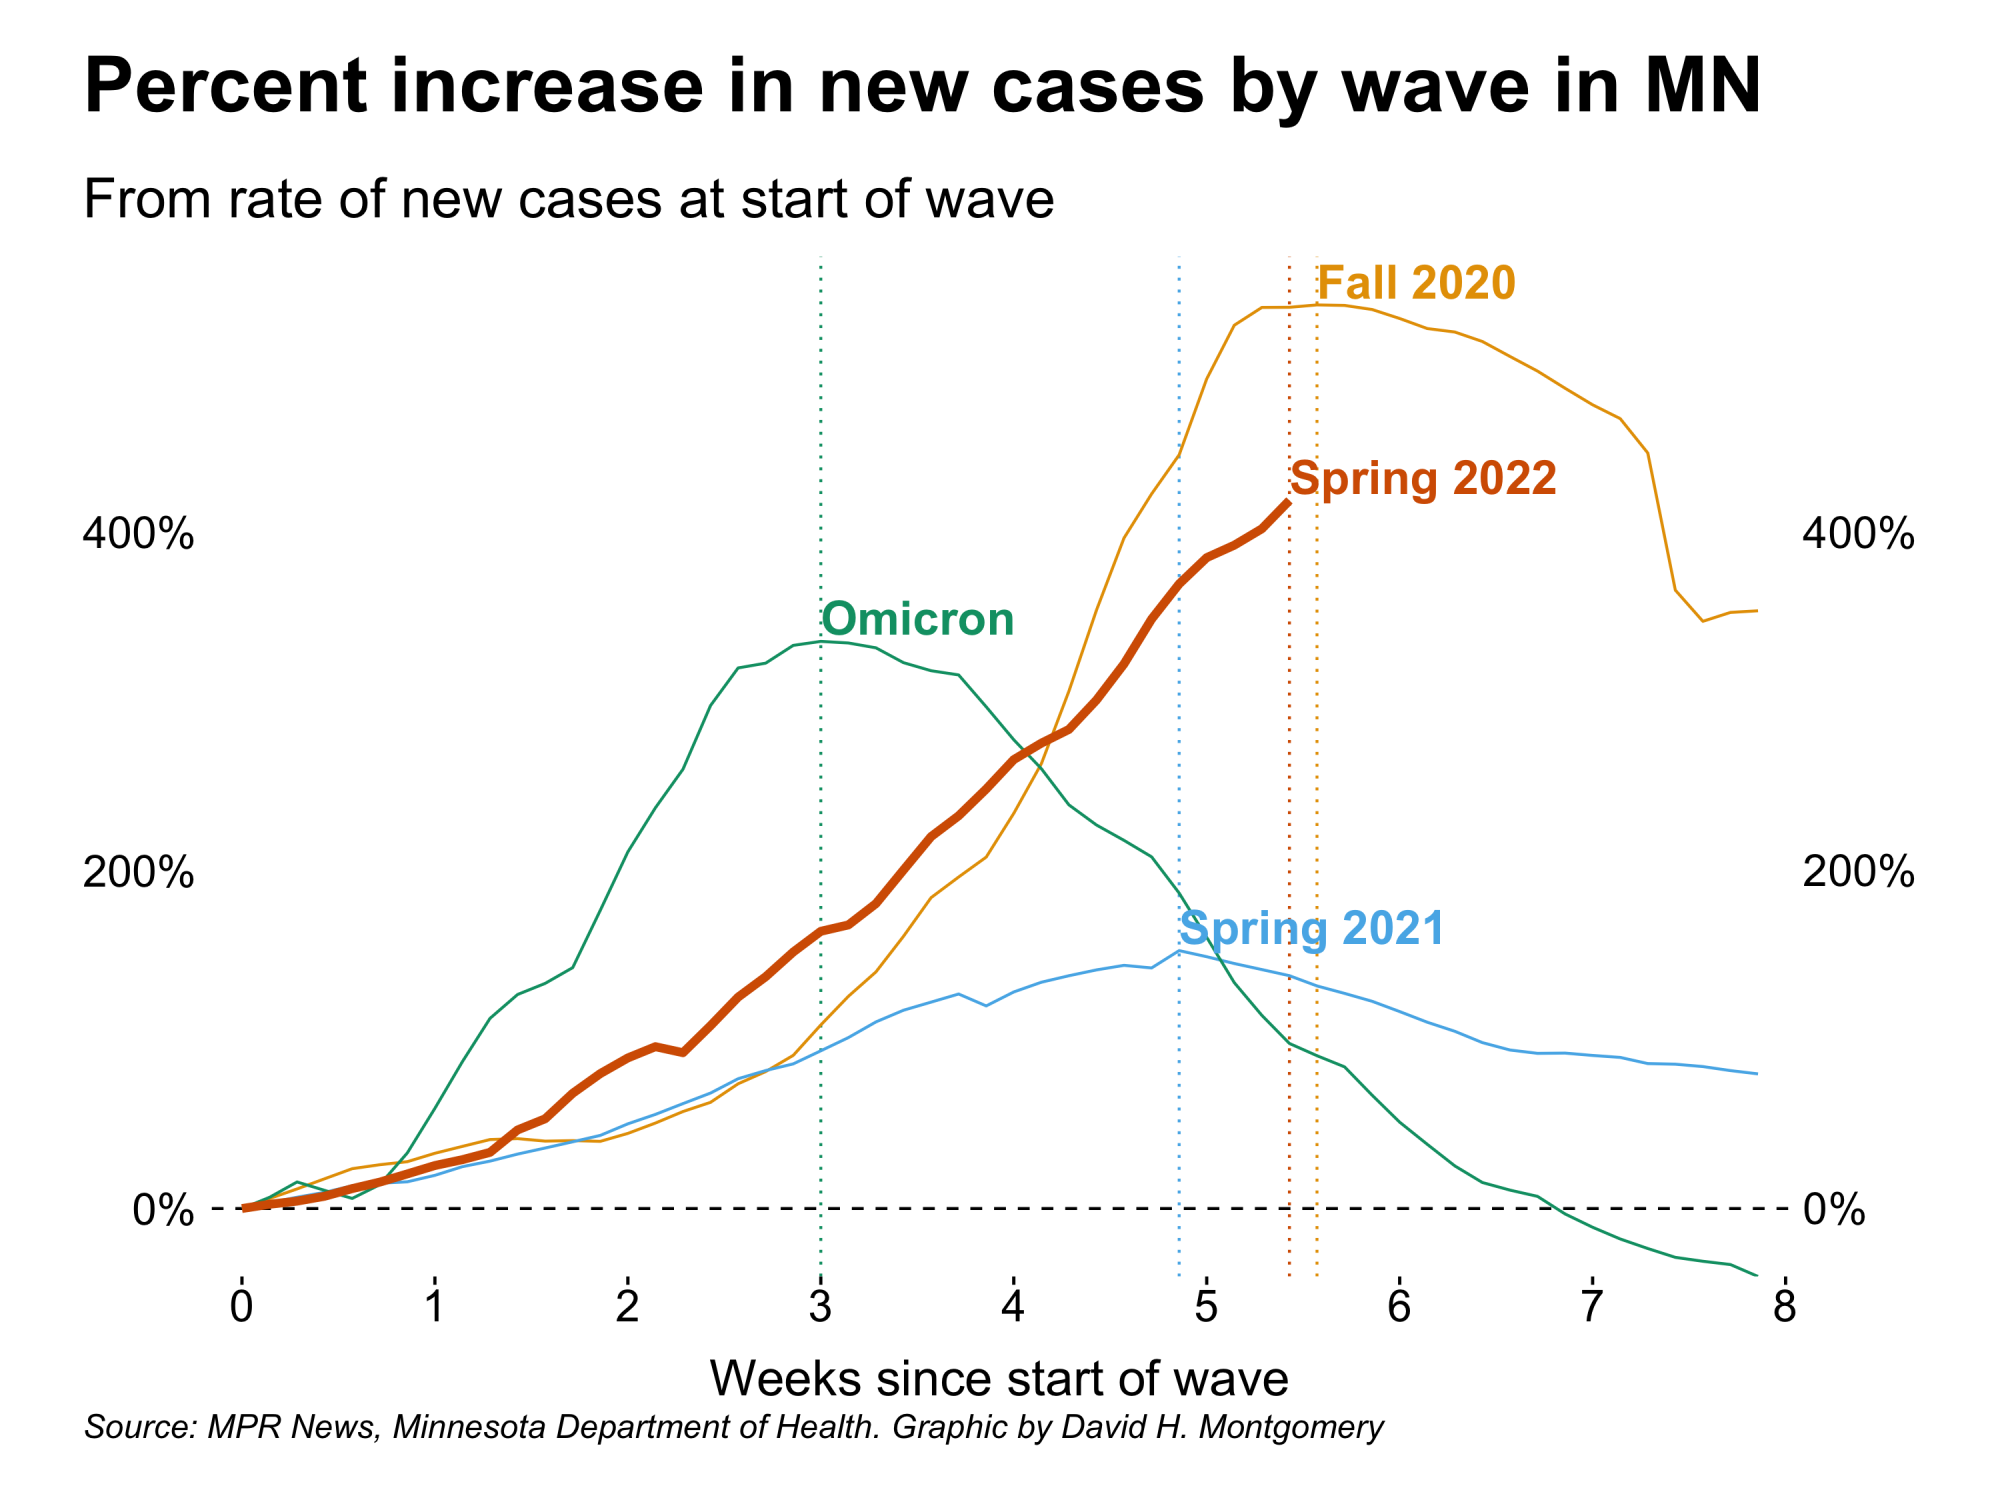 Percent increase in new cases by wave in MN
From rate of new cases at start of wave
Fall 2020
Spring 2022
400%
400%
Omicron
200%
200%
Spring 2021
0%
0%
0 1 2 3 4 5 6 7 8
Weeks since start of wave
Source: MPR News, Minnesota Department of Health. Graphic by David H. Montgomery